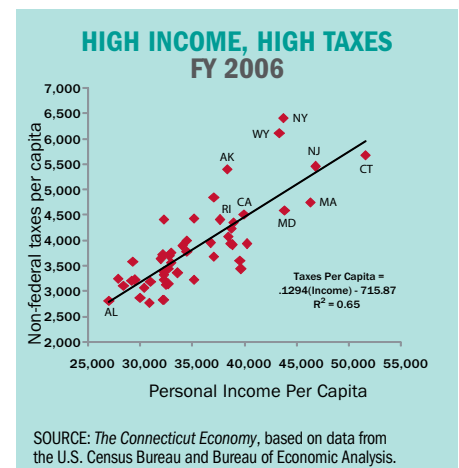 HIGH INCOME, HIGH TAXES
FY 2006
Non-federal taxes per capita
7,000
6,500
6,000
5,500
5,000
4,500
4,000
3,500
3,000
2,500
2,000
NY
WY
NJ
AK
CT
RI CA
MA
MD
AL
Taxes Per Capita =
.1294(Income) - 715.87
R² = 0.65
25,000 30,000 35,000 40,000 45,000 50,000 55,000
Personal Income Per Capita
SOURCE: The Connecticut Economy, based on data from
the U.S. Census Bureau and Bureau of Economic Analysis.